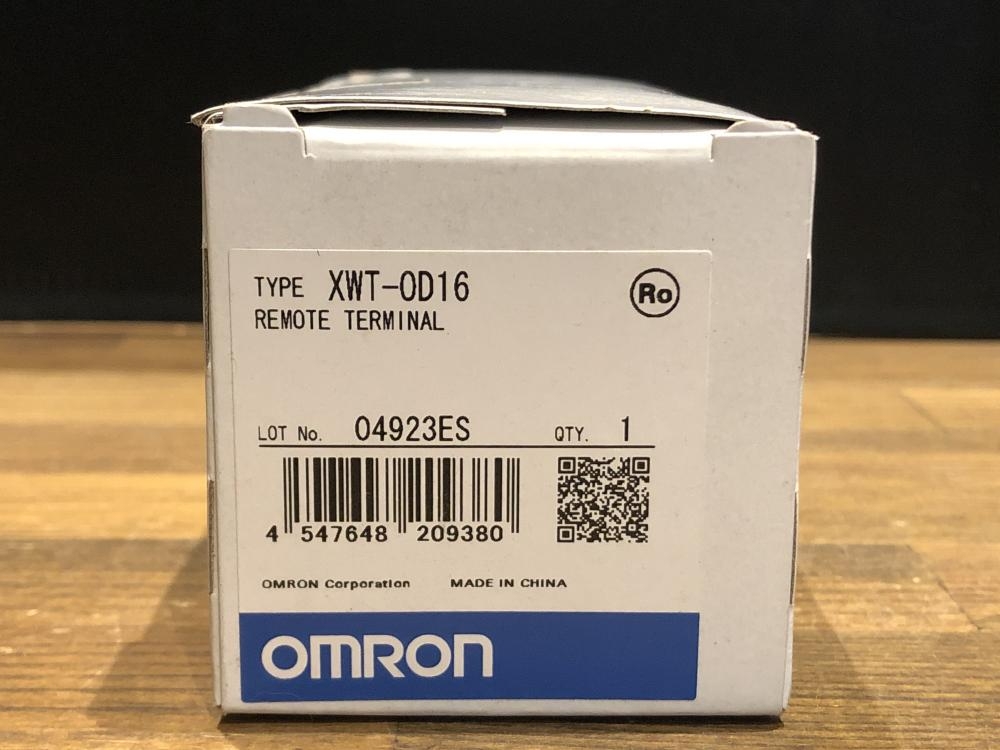 TYPE XWT-OD16
Ro
REMOTE TERMINAL
LOT No. 04923ES QTY. 1
4 547648 209380
OMRON Corporation MADE IN CHINA
OMRON